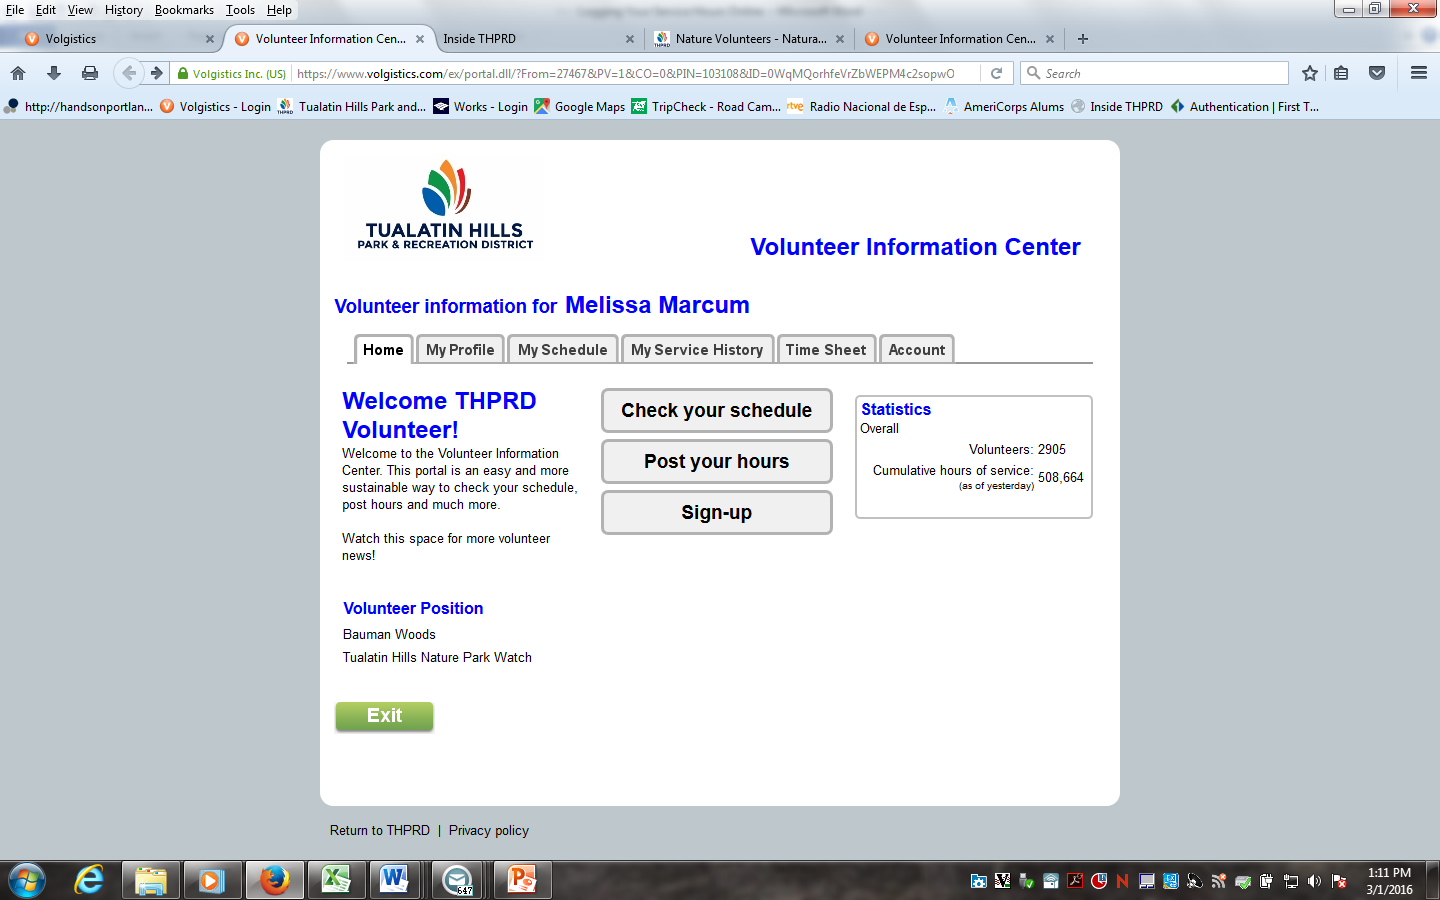 File Edit View History Bookmarks Tools Help
Volgistics
Volunteer Information Cen...
Inside THPRD
Nature Volunteers - Natura...
Volunteer Information Cen...
Volgistics Inc. (US)
https://www.volgistics.com/ex/portal.dll/?From=27467&PV=1&CO=0&PIN=103108&ID=0WqMQorhfeVrZbWEPM4c2sopwO
Search
http://handsonportlan...
Volgistics - Login
Tualatin Hills Park and...
Works - Login
Google Maps
TripCheck - Road Cam...
Radio Nacional de Esp...
AmeriCorps Alums
Inside THPRD
Authentication | First T...
TUALATIN HILLS
PARK & RECREATION DISTRICT
Volunteer Information Center
Volunteer information for Melissa Marcum
Home
My Profile
My Schedule
My Service History
Time Sheet
Account
Welcome THPRD
Volunteer!
Welcome to the Volunteer Information
Center. This portal is an easy and more
sustainable way to check your schedule,
post hours and much more.
Watch this space for more volunteer
news!
Check your schedule
Post your hours
Sign-up
Statistics
Overall
Volunteers: 2905
Cumulative hours of service: 508,664
(as of yesterday)
Volunteer Position
Bauman Woods
Tualatin Hills Nature Park Watch
Exit
Return to THPRD | Privacy policy
647
1:11 PM
3/1/2016